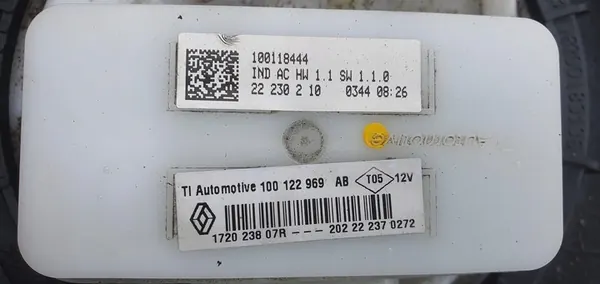 100118444
IND AC HW 1.1 SW 1.1.0
22 230 2 10 0344 08:26
TI Automotive 100 122 969 AB T05 12V
1720 238 07R --- 202 22 237 0272